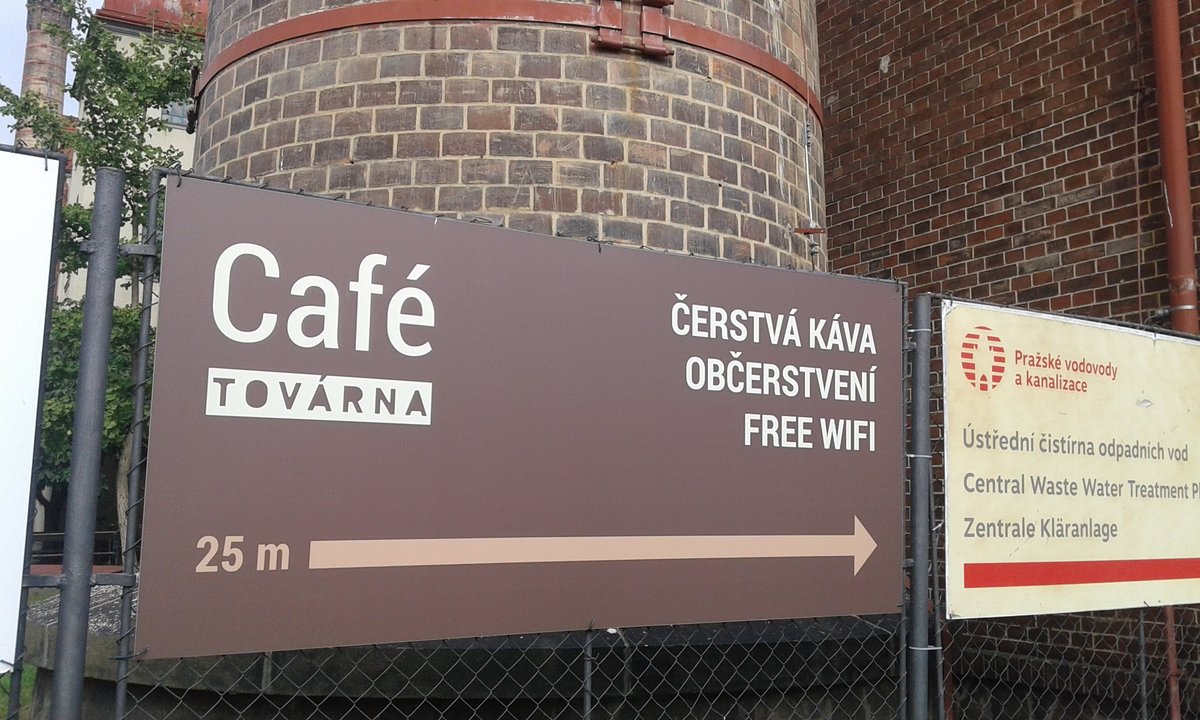 Café
TOVÁRNA
ČERSTVÁ KÁVA
OBČERSTVENÍ
FREE WIFI
25 m
Pražské vodovody
a kanalizace
Ústřední čistírna odpadních vod
Central Waste Water Treatment
Zentrale Kläranlage